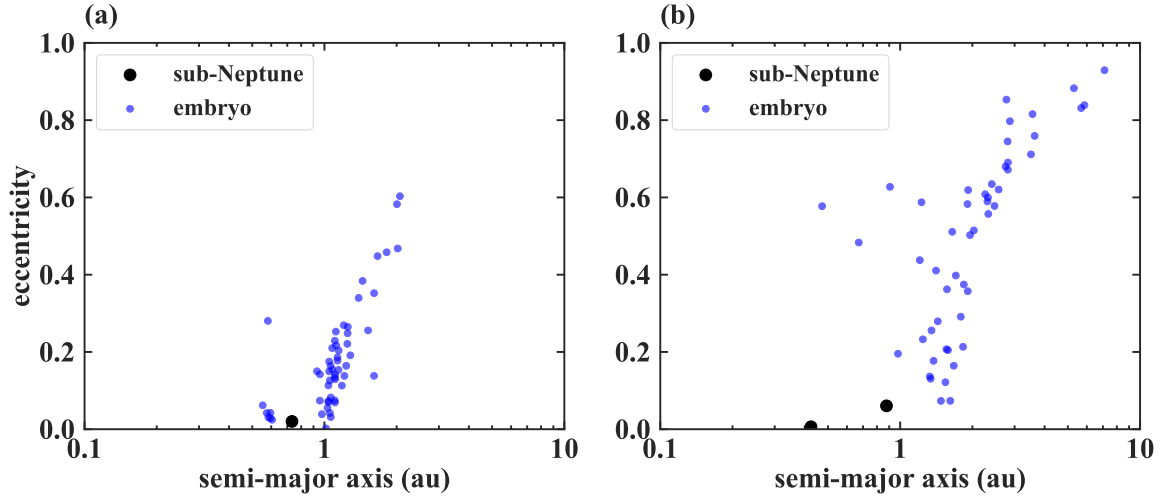 (a)
(b)
1.0
0.8
0.6
0.4
0.2
0.0
eccentricity
sub-Neptune
embryo
0.1
1
10
semi-major axis (au)
1.0
0.8
0.6
0.4
0.2
0.0
sub-Neptune
embryo
0.1
1
10
semi-major axis (au)